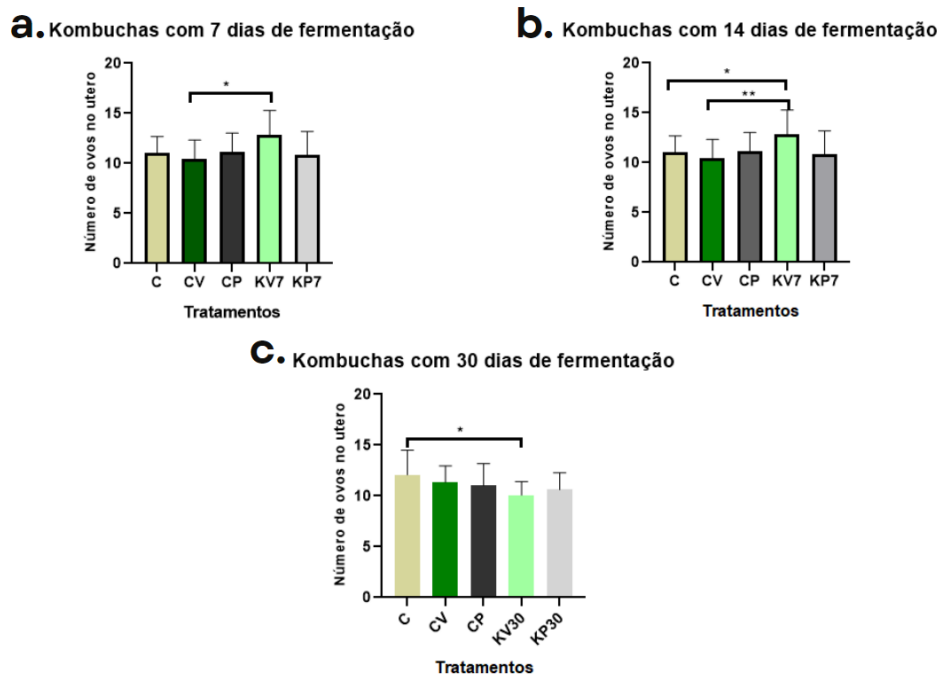 a. Kombuchas com 7 dias de fermentação
20
15
10
5
0
Número de ovos no utero
*
C CV CP KV7 KP7
Tratamentos
b. Kombuchas com 14 dias de fermentação
20
15
10
5
0
Número de ovos no utero
*
**
C CV CP KV7 KP7
Tratamentos
c. Kombuchas com 30 dias de fermentação
20
15
10
5
0
Número de ovos no utero
*
C CV CP KV30 KP30
Tratamentos